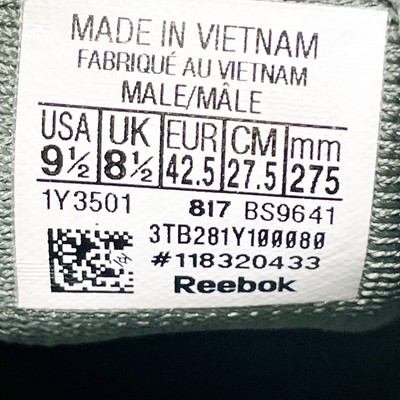 MADE IN VIETNAM
FABRIQUÉ AU VIETNAM
MALE/MÂLE
USA UK EUR CM mm
9½ 8½ 42.5 27.5 275
1Y3501 817 BS9641
3TB281Y100080
#118320433
Reebok